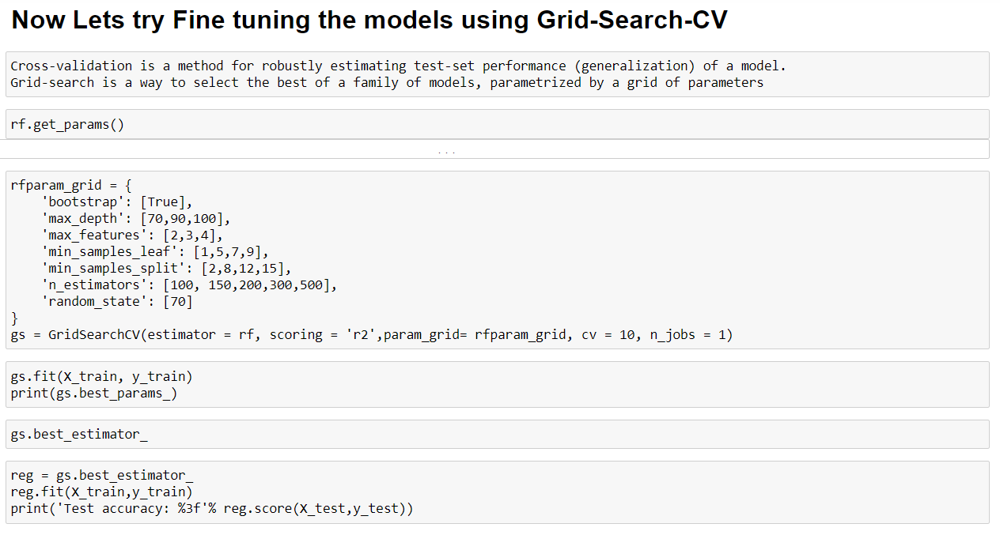 Now Lets try Fine tuning the models using Grid-Search-CV
Cross-validation is a method for robustly estimating test-set performance (generalization) of a model.
Grid-search is a way to select the best of a family of models, parametrized by a grid of parameters
rf.get_params()
...
rfparam_grid = {
    'bootstrap': [True],
    'max_depth': [70,90,100],
    'max_features': [2,3,4],
    'min_samples_leaf': [1,5,7,9],
    'min_samples_split': [2,8,12,15],
    'n_estimators': [100, 150,200,300,500],
    'random_state': [70]
}
gs = GridSearchCV(estimator = rf, scoring = 'r2',param_grid= rfparam_grid, cv = 10, n_jobs = 1)
gs.fit(X_train, y_train)
print(gs.best_params_)
gs.best_estimator_
reg = gs.best_estimator_
reg.fit(X_train,y_train)
print('Test accuracy: %3f'% reg.score(X_test,y_test))